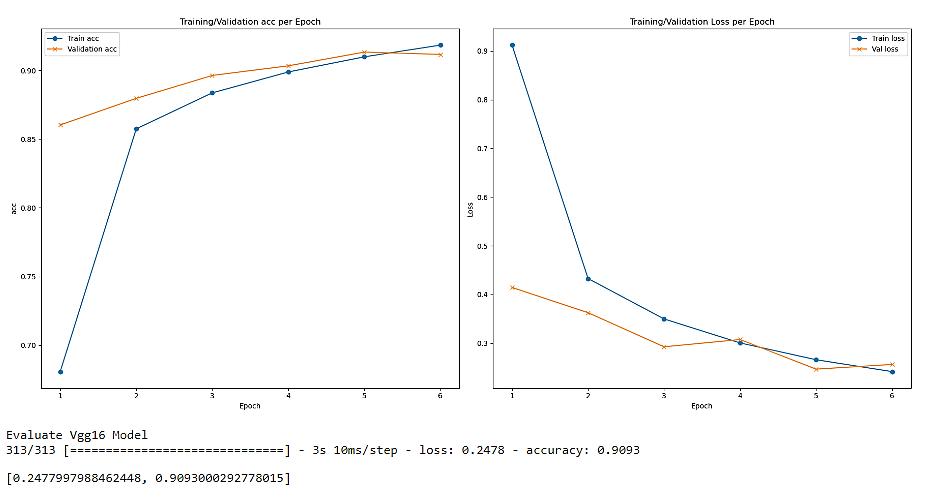 Training/Validation acc per Epoch
Train acc
Validation acc
0.90
0.85
0.80
0.75
0.70
acc
1 2 3 4 5 6
Epoch
Training/Validation Loss per Epoch
Train loss
Val loss
0.9
0.8
0.7
0.6
0.5
0.4
0.3
Loss
1 2 3 4 5 6
Epoch
Evaluate Vgg16 Model
313/313 [==============================] - 3s 10ms/step - loss: 0.2478 - accuracy: 0.9093
[0.2477997988462448, 0.9093000292778015]